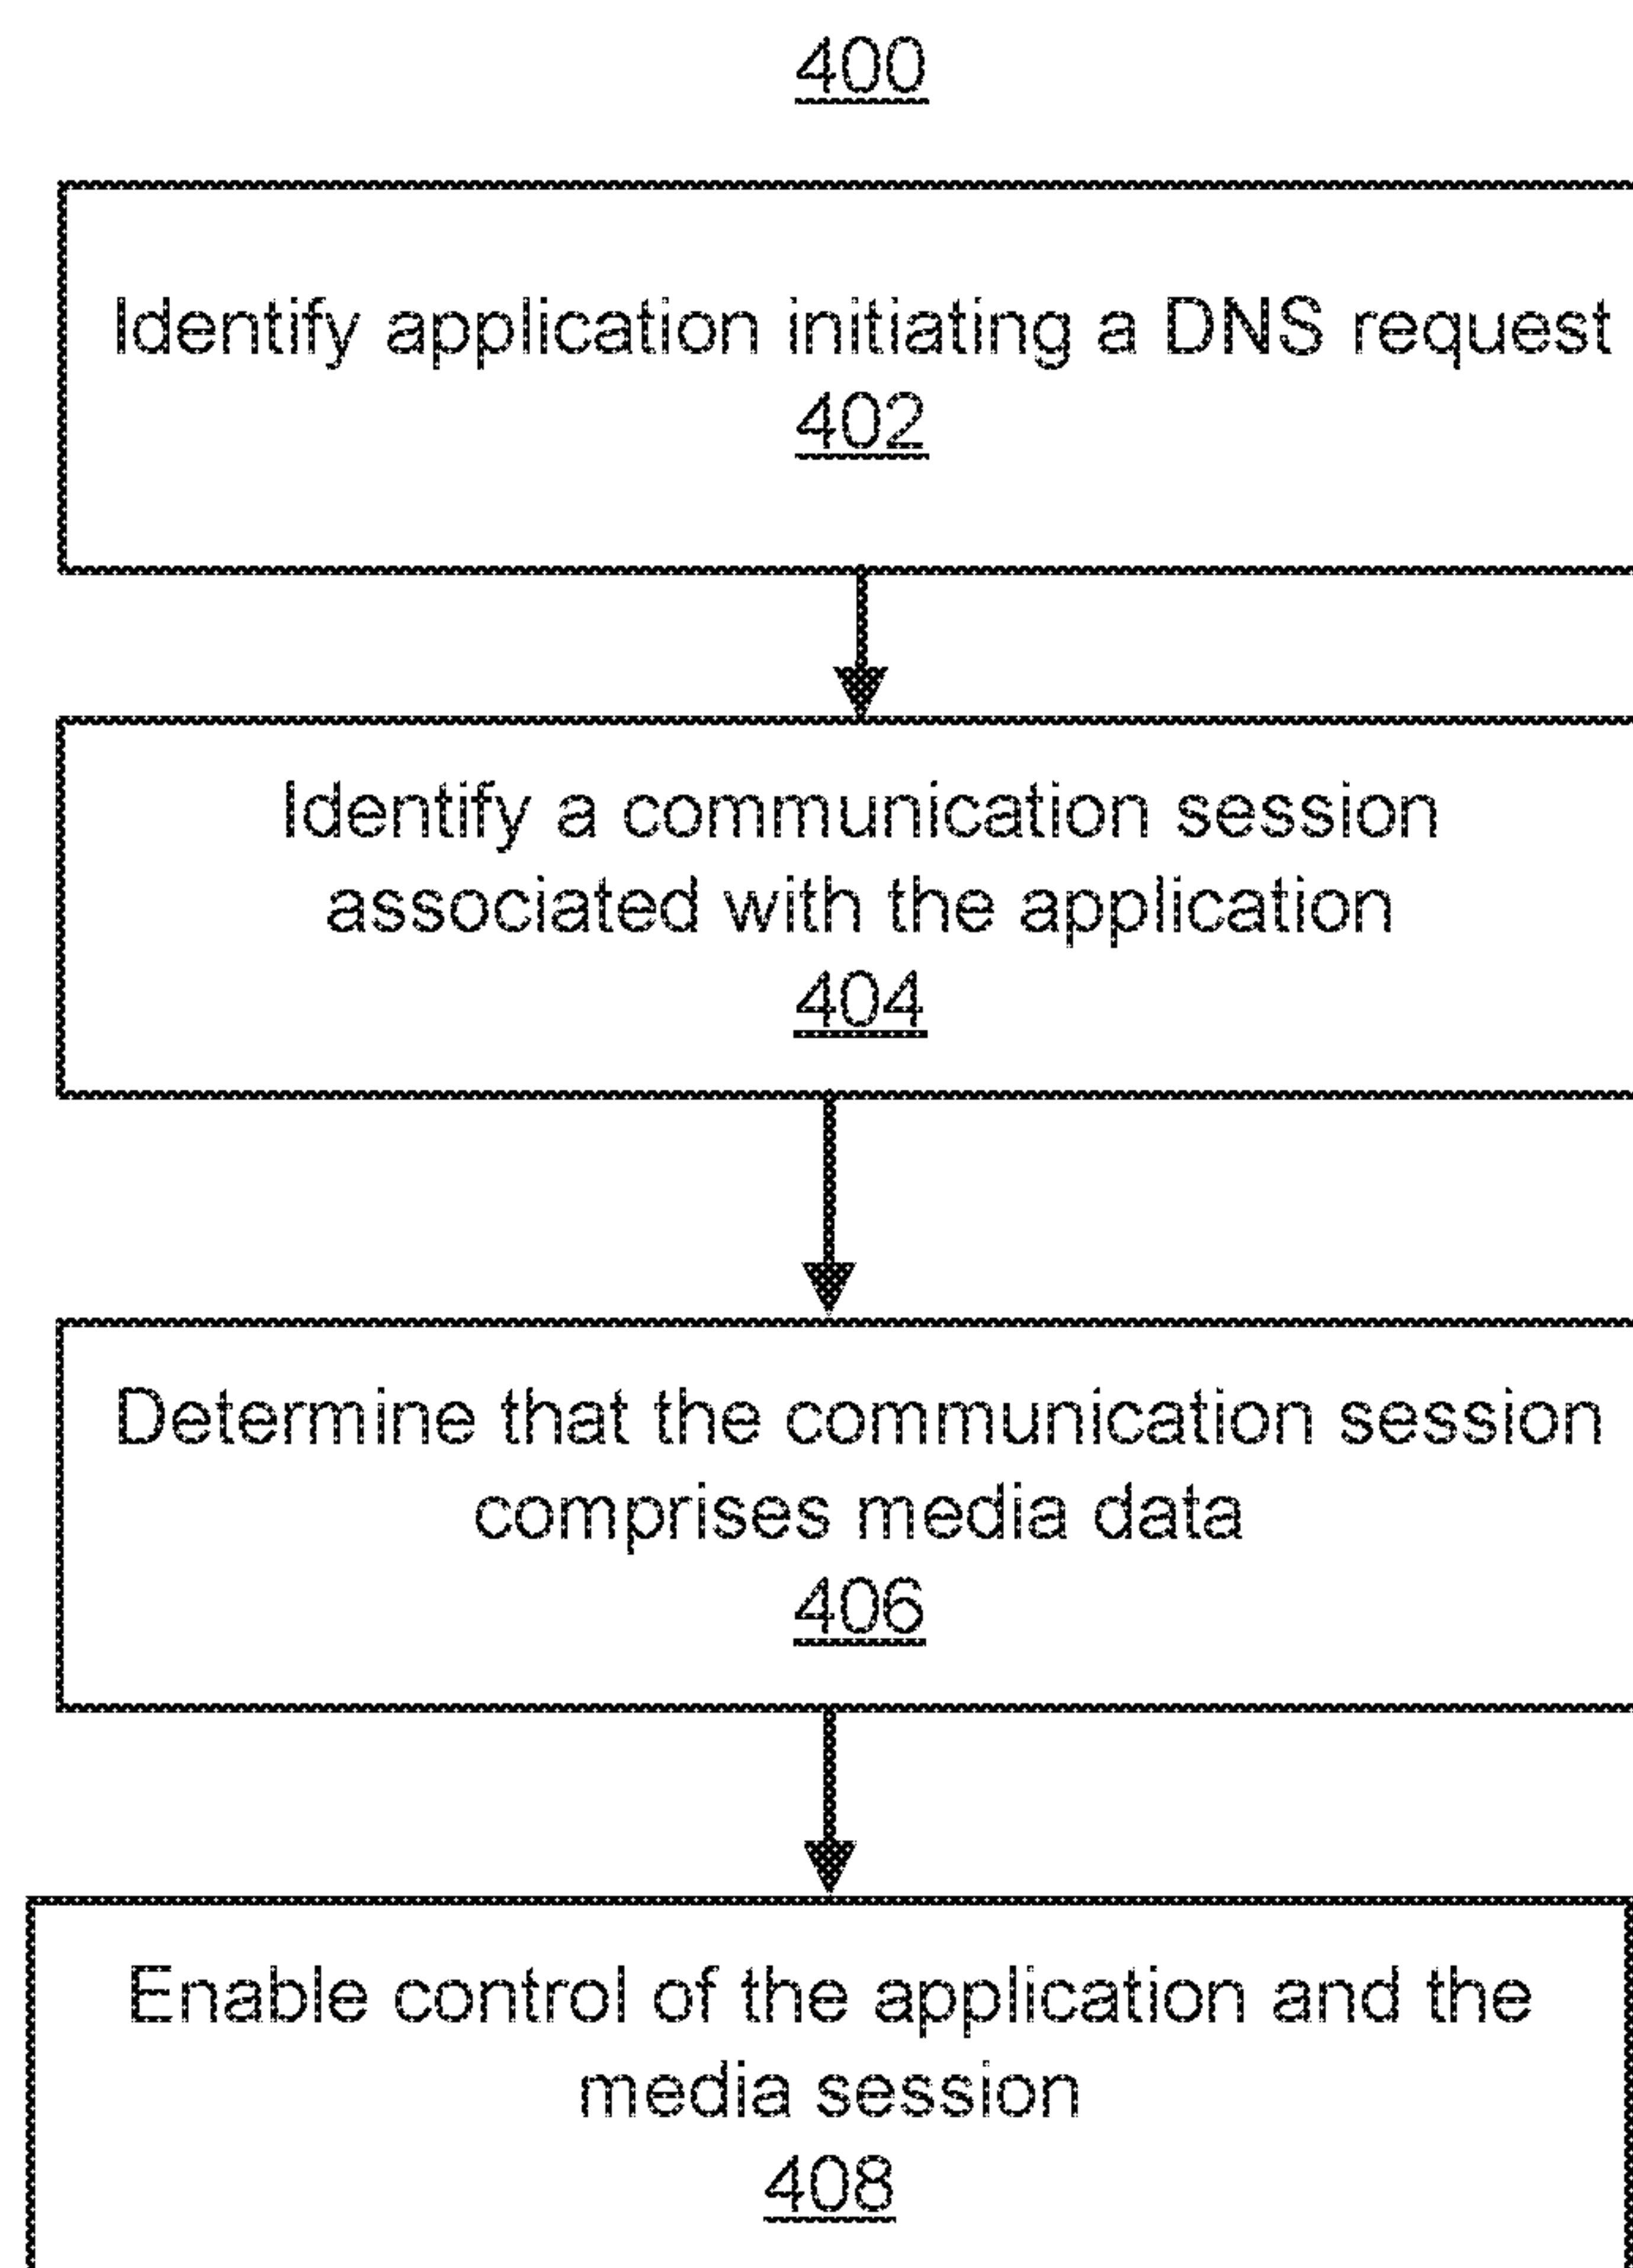 400
Identify application initiating a DNS request
402
Identify a communication session
associated with the application
404
Determine that the communication session
comprises media data
406
Enable control of the application and the
media session
408